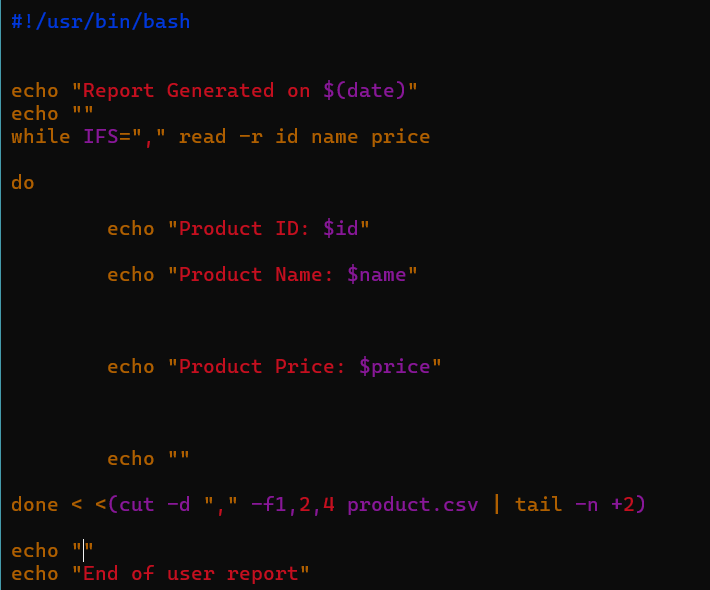 #!/usr/bin/bash
echo "Report Generated on $(date)"
echo ""
while IFS="," read -r id name price
do
echo "Product ID: $id"
echo "Product Name: $name"
echo "Product Price: $price"
echo ""
done < <(cut -d "," -f1,2,4 product.csv | tail -n +2)
echo ""
echo "End of user report"